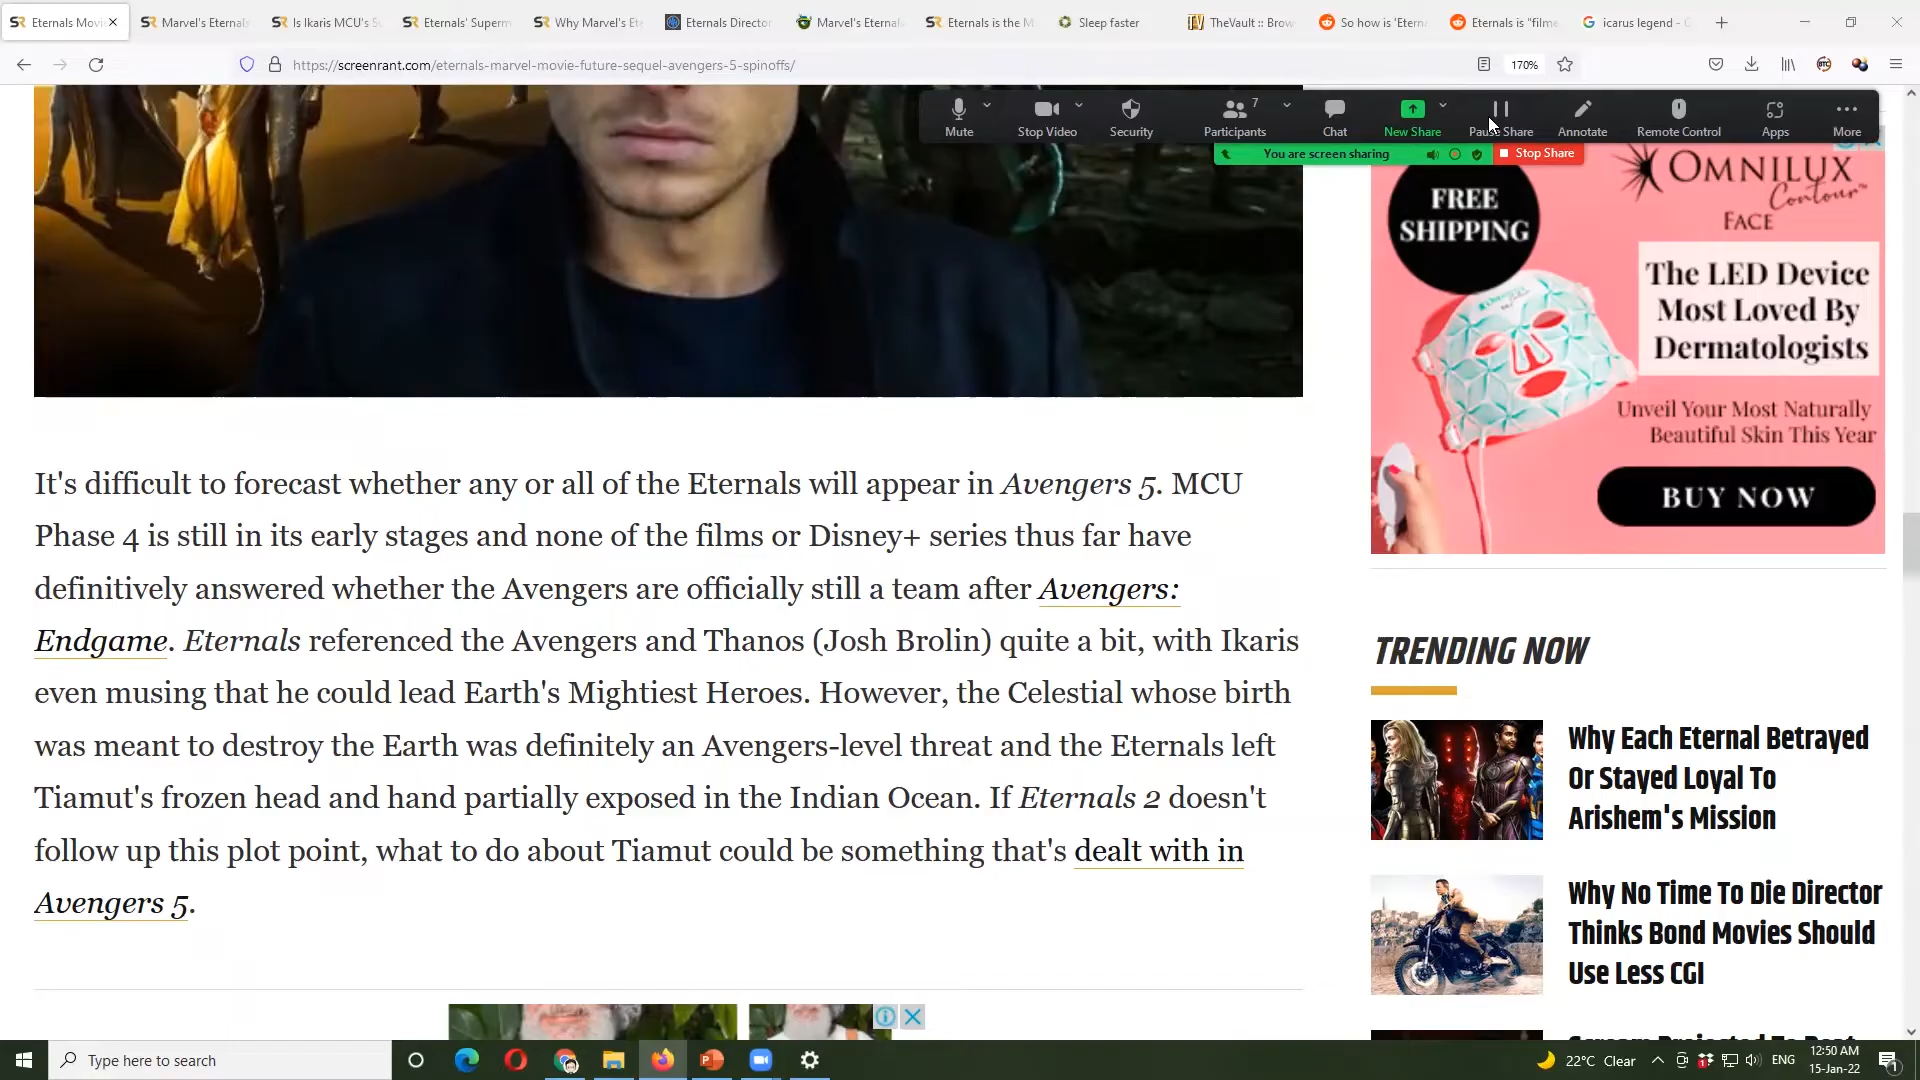 Eternals Movi
Marvel's Eternals
Is Ikaris MCU's S
Eternals' Superm
Why Marvel's Ete
Eternals Director
Marvel's Eternals
Eternals is the M
Sleep faster
TheVault :: Brow
So how is 'Etern
Eternals is "filme
icarus legend - G
https://screenrant.com/eternals-marvel-movie-future-sequel-avengers-5-spinoffs/
170%
Mute
Stop Video
Security
Participants
7
Chat
New Share
Pause Share
Annotate
Remote Control
Apps
More
You are screen sharing
Stop Share
It's difficult to forecast whether any or all of the Eternals will appear in Avengers 5. MCU
Phase 4 is still in its early stages and none of the films or Disney+ series thus far have
definitively answered whether the Avengers are officially still a team after Avengers:
Endgame. Eternals referenced the Avengers and Thanos (Josh Brolin) quite a bit, with Ikaris
even musing that he could lead Earth's Mightiest Heroes. However, the Celestial whose birth
was meant to destroy the Earth was definitely an Avengers-level threat and the Eternals left
Tiamut's frozen head and hand partially exposed in the Indian Ocean. If Eternals 2 doesn't
follow up this plot point, what to do about Tiamut could be something that's dealt with in
Avengers 5.
FREE
SHIPPING
OMNILUX
Contour™
FACE
The LED Device
Most Loved By
Dermatologists
Unveil Your Most Naturally
Beautiful Skin This Year
BUY NOW
TRENDING NOW
Why Each Eternal Betrayed
Or Stayed Loyal To
Arishem's Mission
Why No Time To Die Director
Thinks Bond Movies Should
Use Less CGI
Type here to search
22°C Clear
ENG
12:50 AM
15-Jan-22